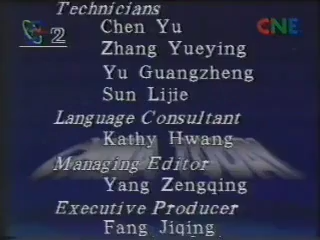 Technicians
Chen Yu
2
CNE
Zhang Yueying
Yu Guangzheng
Sun Lijie
Language Consultant
Kathy Hwang
Managing Editor
Yang Zengqing
Executive Producer
Fang Jiqing